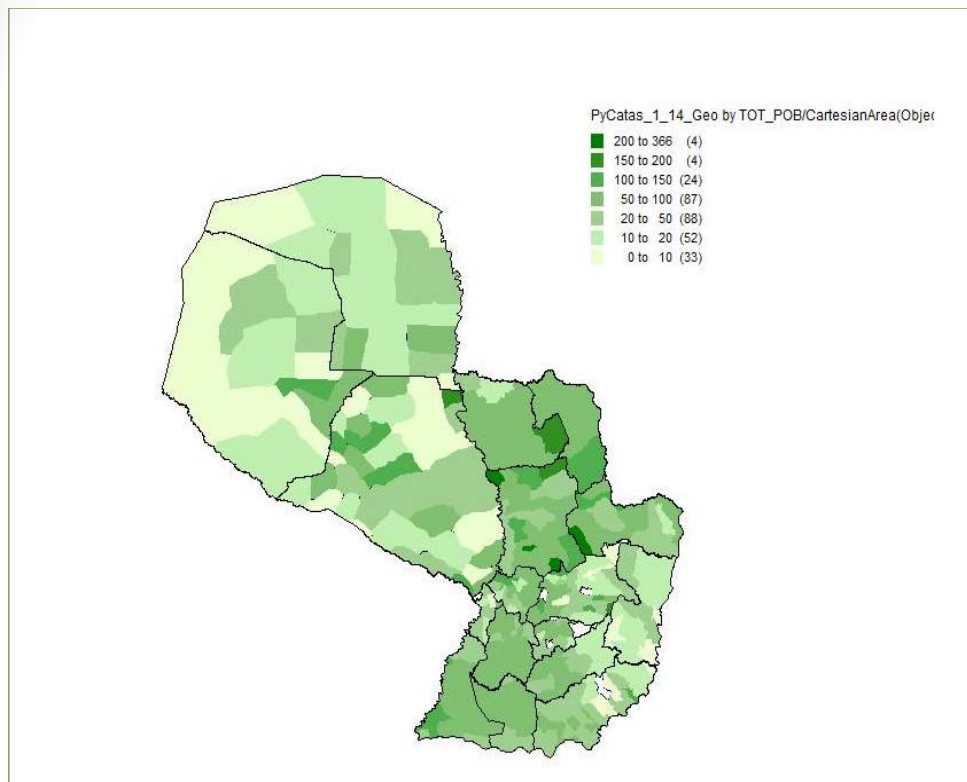 PyCatas_1_14_Geo by TOT_POB/CartesianArea(Objec
200 to 366 (4)
150 to 200 (4)
100 to 150 (24)
50 to 100 (87)
20 to 50 (88)
10 to 20 (52)
0 to 10 (33)